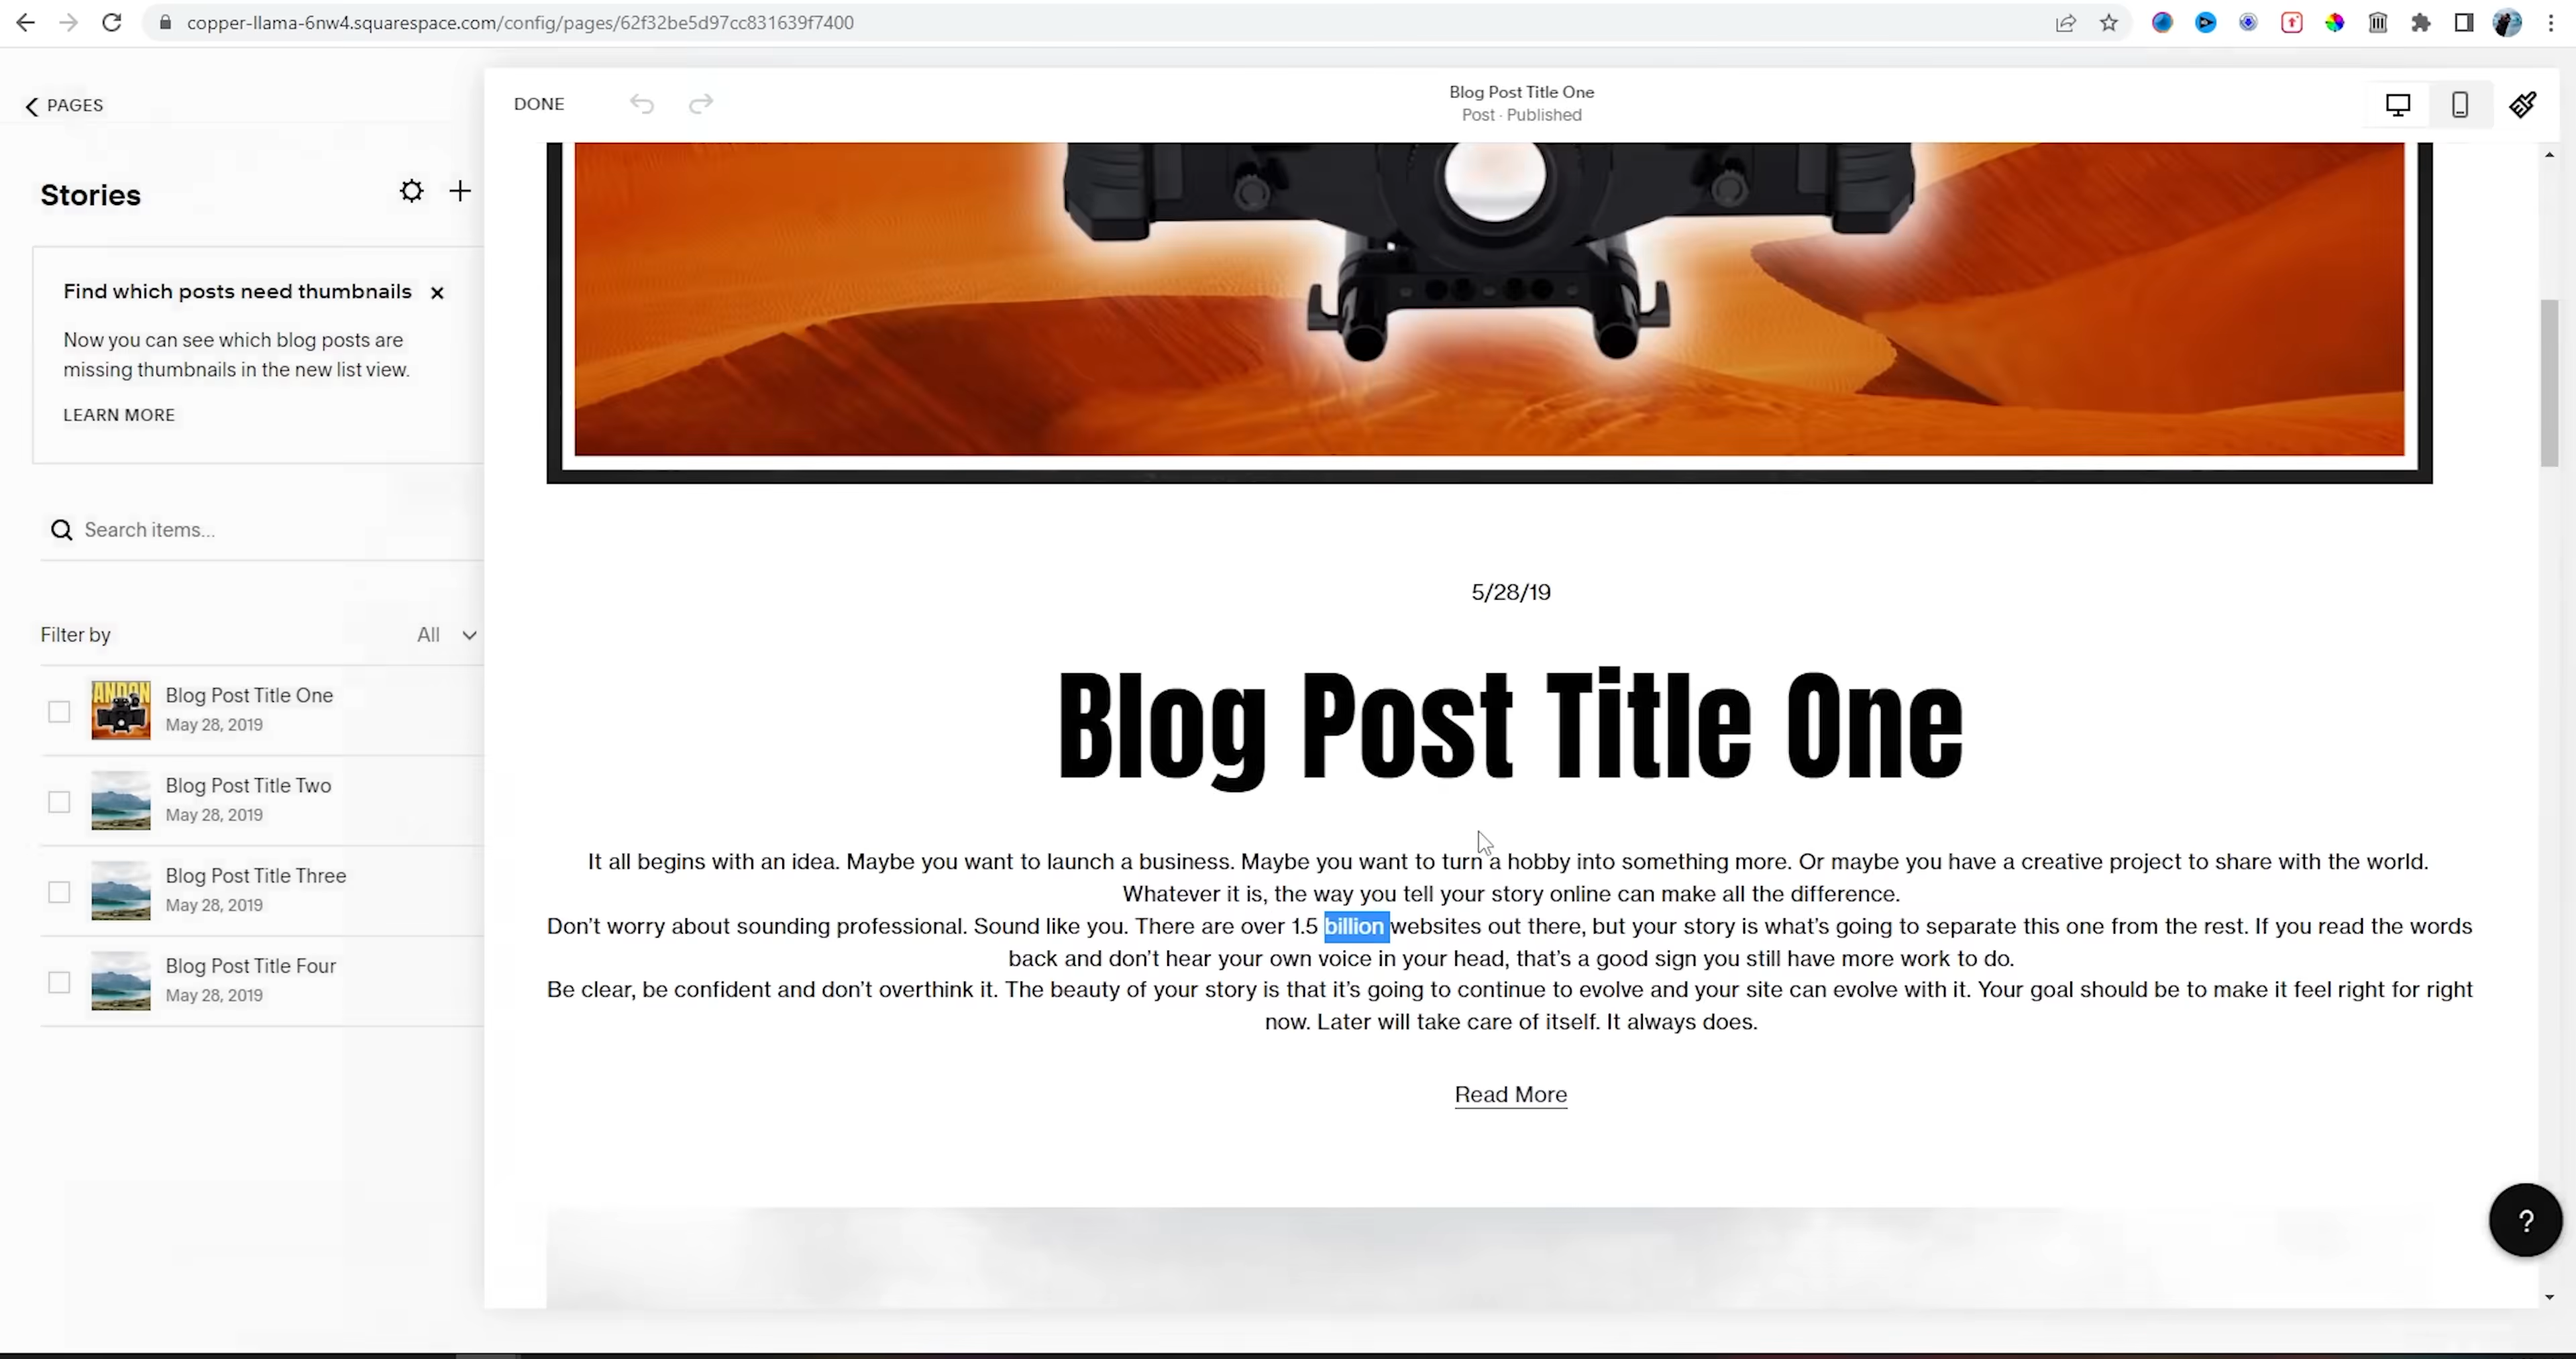 copper-llama-6nw4.squarespace.com/config/pages/62f32be5d97cc831639f7400
PAGES
Stories
Find which posts need thumbnails
Now you can see which blog posts are
missing thumbnails in the new list view.
LEARN MORE
Search items...
Filter by
All
ANDON
Blog Post Title One
May 28, 2019
Blog Post Title Two
May 28, 2019
Blog Post Title Three
May 28, 2019
Blog Post Title Four
May 28, 2019
DONE
Blog Post Title One
Post · Published
5/28/19
Blog Post Title One
It all begins with an idea. Maybe you want to launch a business. Maybe you want to turn a hobby into something more. Or maybe you have a creative project to share with the world.
Whatever it is, the way you tell your story online can make all the difference.
Don’t worry about sounding professional. Sound like you. There are over 1.5 billion websites out there, but your story is what’s going to separate this one from the rest. If you read the words
back and don’t hear your own voice in your head, that’s a good sign you still have more work to do.
Be clear, be confident and don’t overthink it. The beauty of your story is that it’s going to continue to evolve and your site can evolve with it. Your goal should be to make it feel right for right
now. Later will take care of itself. It always does.
Read More
?